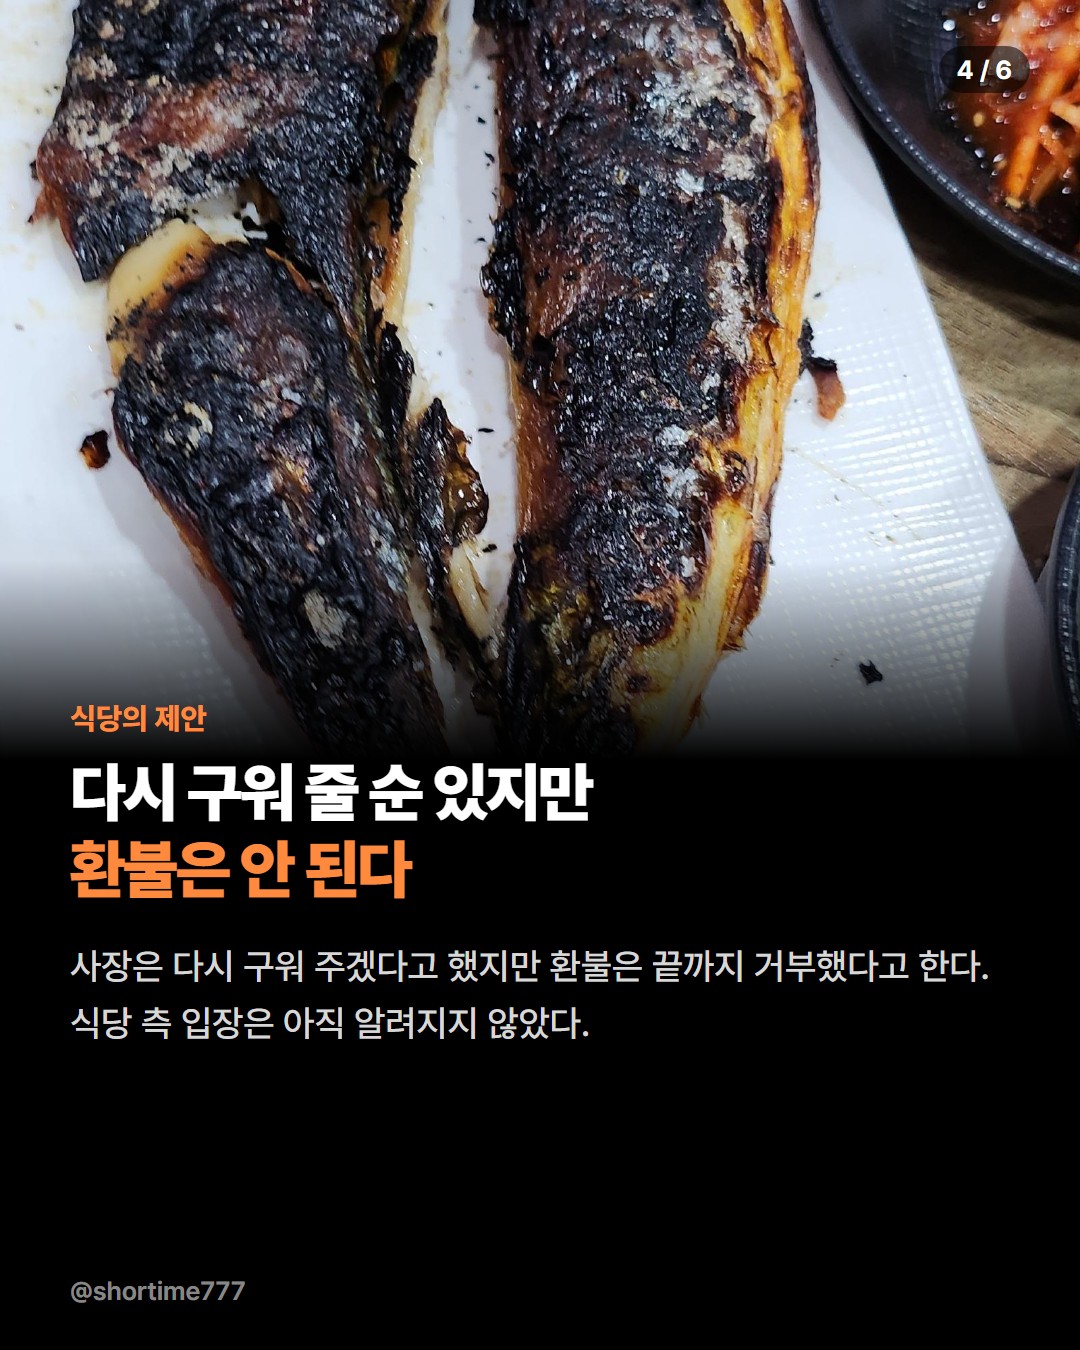 4 / 6
식당의 제안
다시 구워 줄 순 있지만
환불은 안 된다
사장은 다시 구워 주겠다고 했지만 환불은 끝까지 거부했다고 한다.
식당 측 입장은 아직 알려지지 않았다.
@shortime777